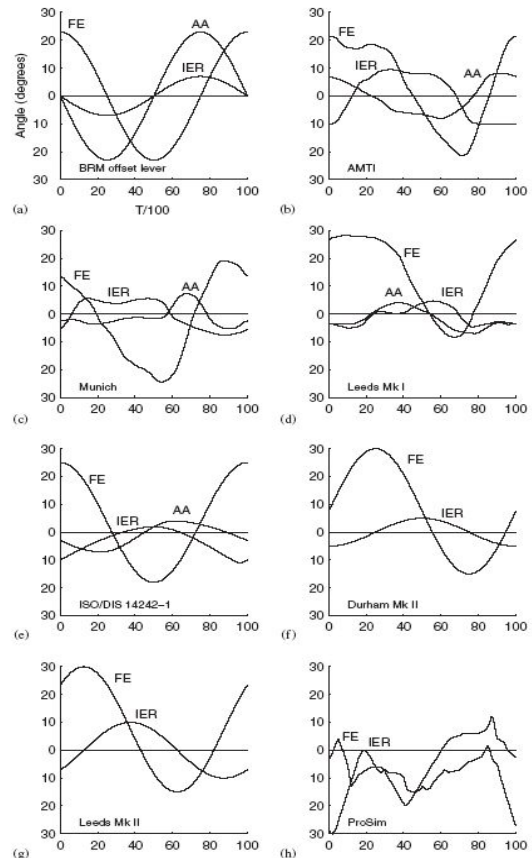 30
FE
AA
20
IER
10
0
10
20
BRM offset lever
30
0 20 40 60 80 100
(a)
T/100
Angle (degrees)
30
FE
20
IER
AA
10
0
10
20
AMTI
30
0 20 40 60 80 100
(b)
30
20
FE
IER
AA
10
0
10
20
Munich
30
0 20 40 60 80 100
(c)
30
FE
20
10
AA
IER
0
10
20
Leeds Mk I
30
0 20 40 60 80 100
(d)
30
FE
20
10
IER
AA
0
10
20
ISO/DIS 14242–1
30
0 20 40 60 80 100
(e)
30
FE
20
10
IER
0
10
20
Durham Mk II
30
0 20 40 60 80 100
(f)
30
FE
20
IER
10
0
10
20
Leeds Mk II
30
0 20 40 60 80 100
(g)
30
20
10
FE
IER
0
10
20
ProSim
30
0 20 40 60 80 100
(h)